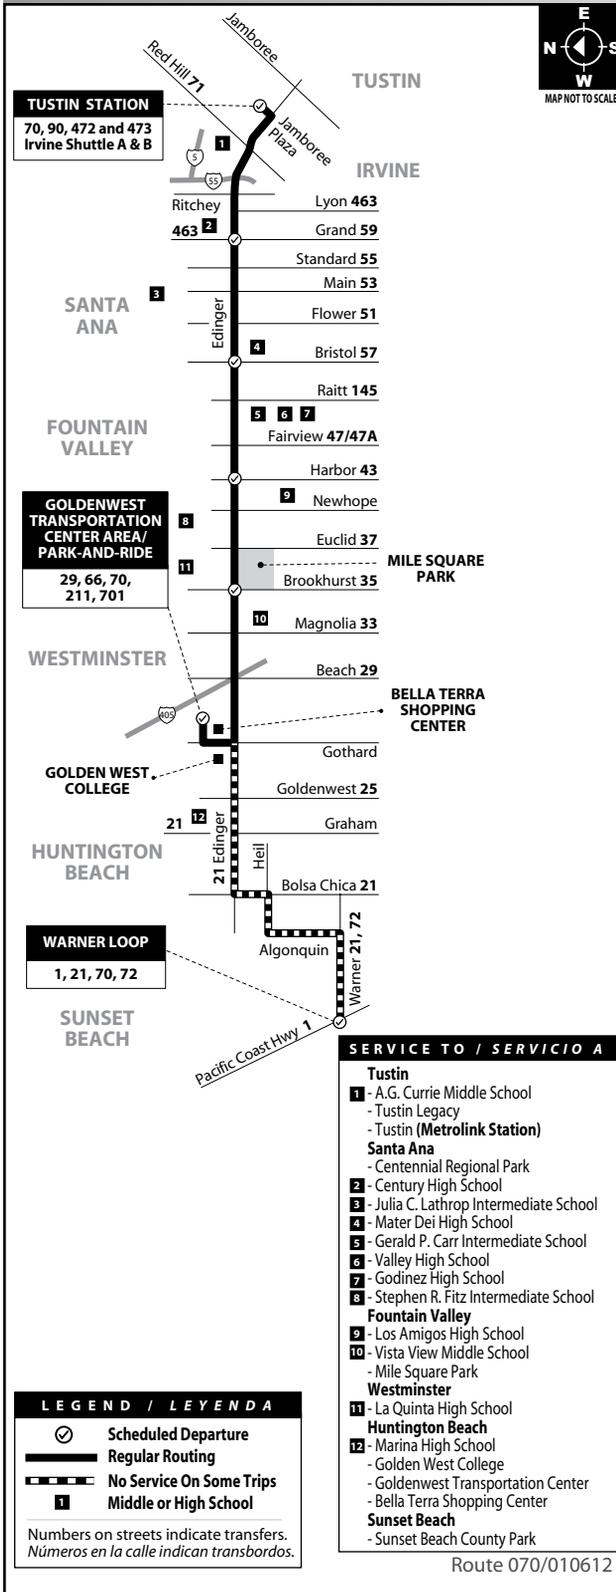 E
N S
W
MAP NOT TO SCALE
Jamboree
Red Hill 71
TUSTIN
TUSTIN STATION
70, 90, 472 and 473
Irvine Shuttle A & B
Jamboree
Plaza
1
5
55
IRVINE
Ritchey
Lyon 463
463
2
Grand 59
Standard 55
Main 53
3
SANTA
ANA
Edinger
Flower 51
4
Bristol 57
Raitt 145
5 6 7
FOUNTAIN
VALLEY
Fairview 47/47A
Harbor 43
9
Newhope
GOLDENWEST
TRANSPORTATION
CENTER AREA/
PARK-AND-RIDE
29, 66, 70,
211, 701
8
Euclid 37
MILE SQUARE
PARK
11
Brookhurst 35
10
Magnolia 33
WESTMINSTER
Beach 29
405
BELLA TERRA
SHOPPING
CENTER
Gothard
GOLDEN WEST
COLLEGE
Goldenwest 25
21
12
Graham
21 Edinger
Heil
HUNTINGTON
BEACH
Bolsa Chica 21
WARNER LOOP
1, 21, 70, 72
Algonquin
Warner 21, 72
SUNSET
BEACH
Pacific Coast Hwy 1
SERVICE TO / SERVICIO A
Tustin
1 - A.G. Currie Middle School
- Tustin Legacy
- Tustin (Metrolink Station)
Santa Ana
- Centennial Regional Park
2 - Century High School
3 - Julia C. Lathrop Intermediate School
4 - Mater Dei High School
5 - Gerald P. Carr Intermediate School
6 - Valley High School
7 - Godinez High School
8 - Stephen R. Fitz Intermediate School
Fountain Valley
9 - Los Amigos High School
10 - Vista View Middle School
- Mile Square Park
Westminster
11 - La Quinta High School
Huntington Beach
12 - Marina High School
- Golden West College
- Goldenwest Transportation Center
- Bella Terra Shopping Center
Sunset Beach
- Sunset Beach County Park
LEGEND / LEYENDA
Scheduled Departure
Regular Routing
No Service On Some Trips
1 Middle or High School
Numbers on streets indicate transfers.
Números en la calle indican transbordos.
Route 070/010612